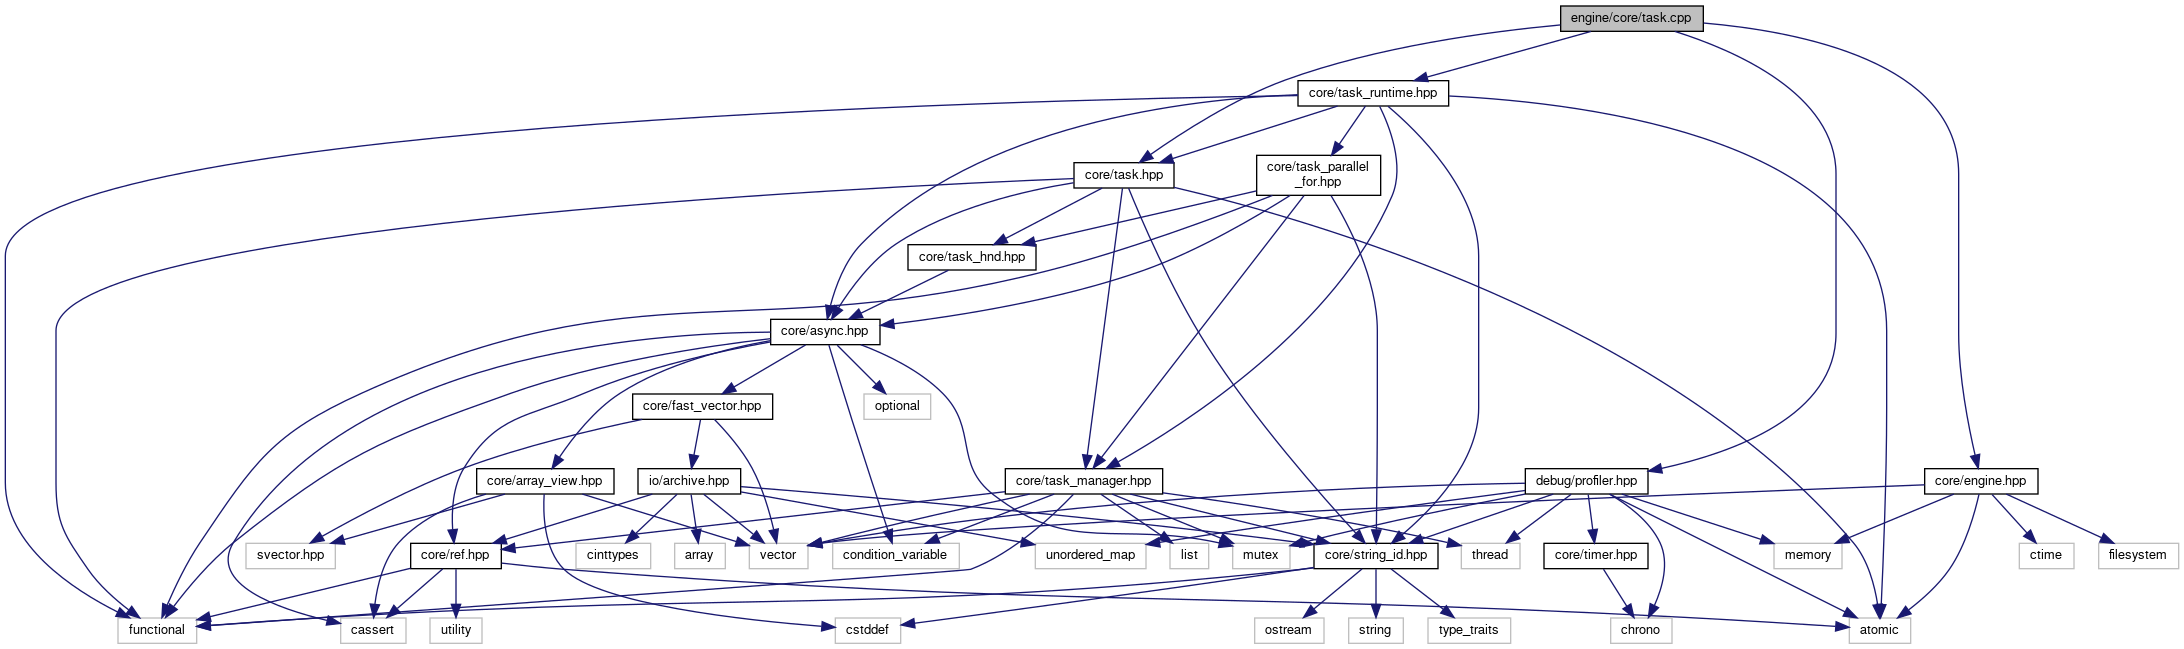 engine/core/task.cpp
core/task_runtime.hpp
core/task_parallel
_for.hpp
core/task.hpp
core/task_hnd.hpp
core/async.hpp
core/fast_vector.hpp
optional
core/array_view.hpp
io/archive.hpp
core/task_manager.hpp
debug/profiler.hpp
core/engine.hpp
svector.hpp
core/ref.hpp
cinttypes
array
vector
condition_variable
unordered_map
list
mutex
core/string_id.hpp
thread
core/timer.hpp
memory
ctime
filesystem
functional
cassert
utility
cstddef
ostream
string
type_traits
chrono
atomic